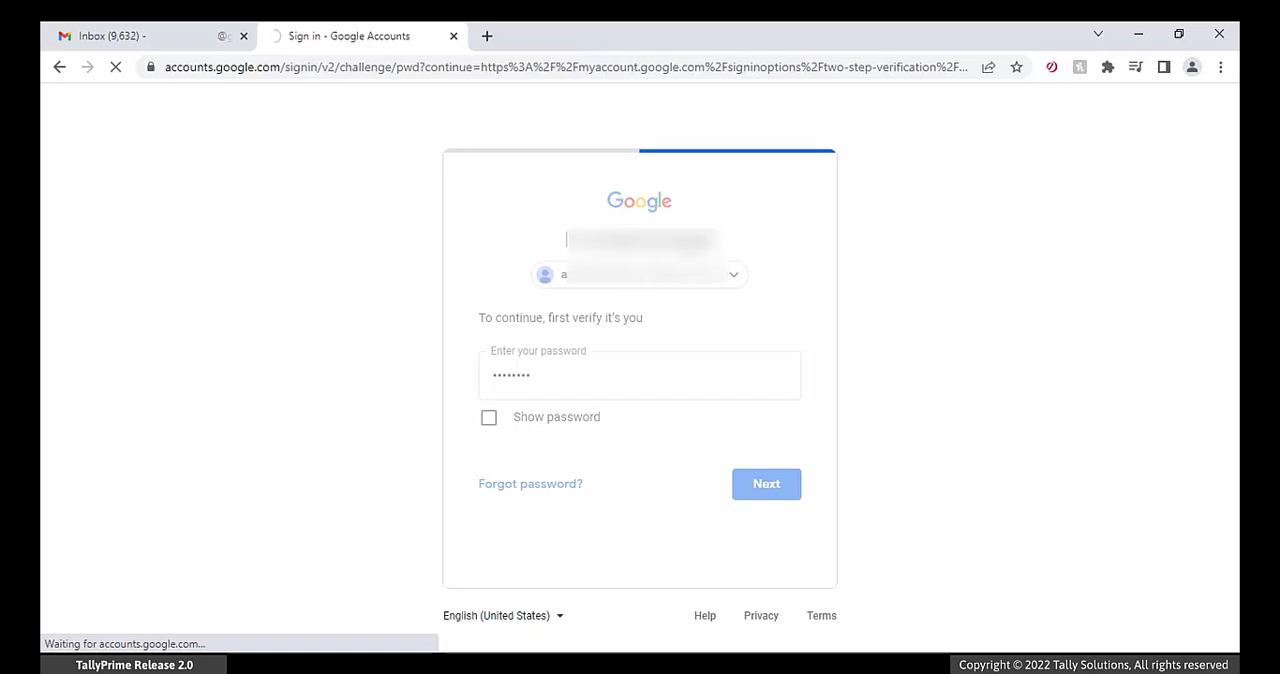 Inbox (9,632) -
Sign in - Google Accounts
accounts.google.com/signin/v2/challenge/pwd?continue=https%3A%2F%2Fmyaccount.google.com%2Fsigninoptions%2Ftwo-step-verification%2F...
Google
a
To continue, first verify it's you
Enter your password
••••••••
Show password
Forgot password?
Next
English (United States)
Help Privacy Terms
Waiting for accounts.google.com...
TallyPrime Release 2.0
Copyright © 2022 Tally Solutions, All rights reserved